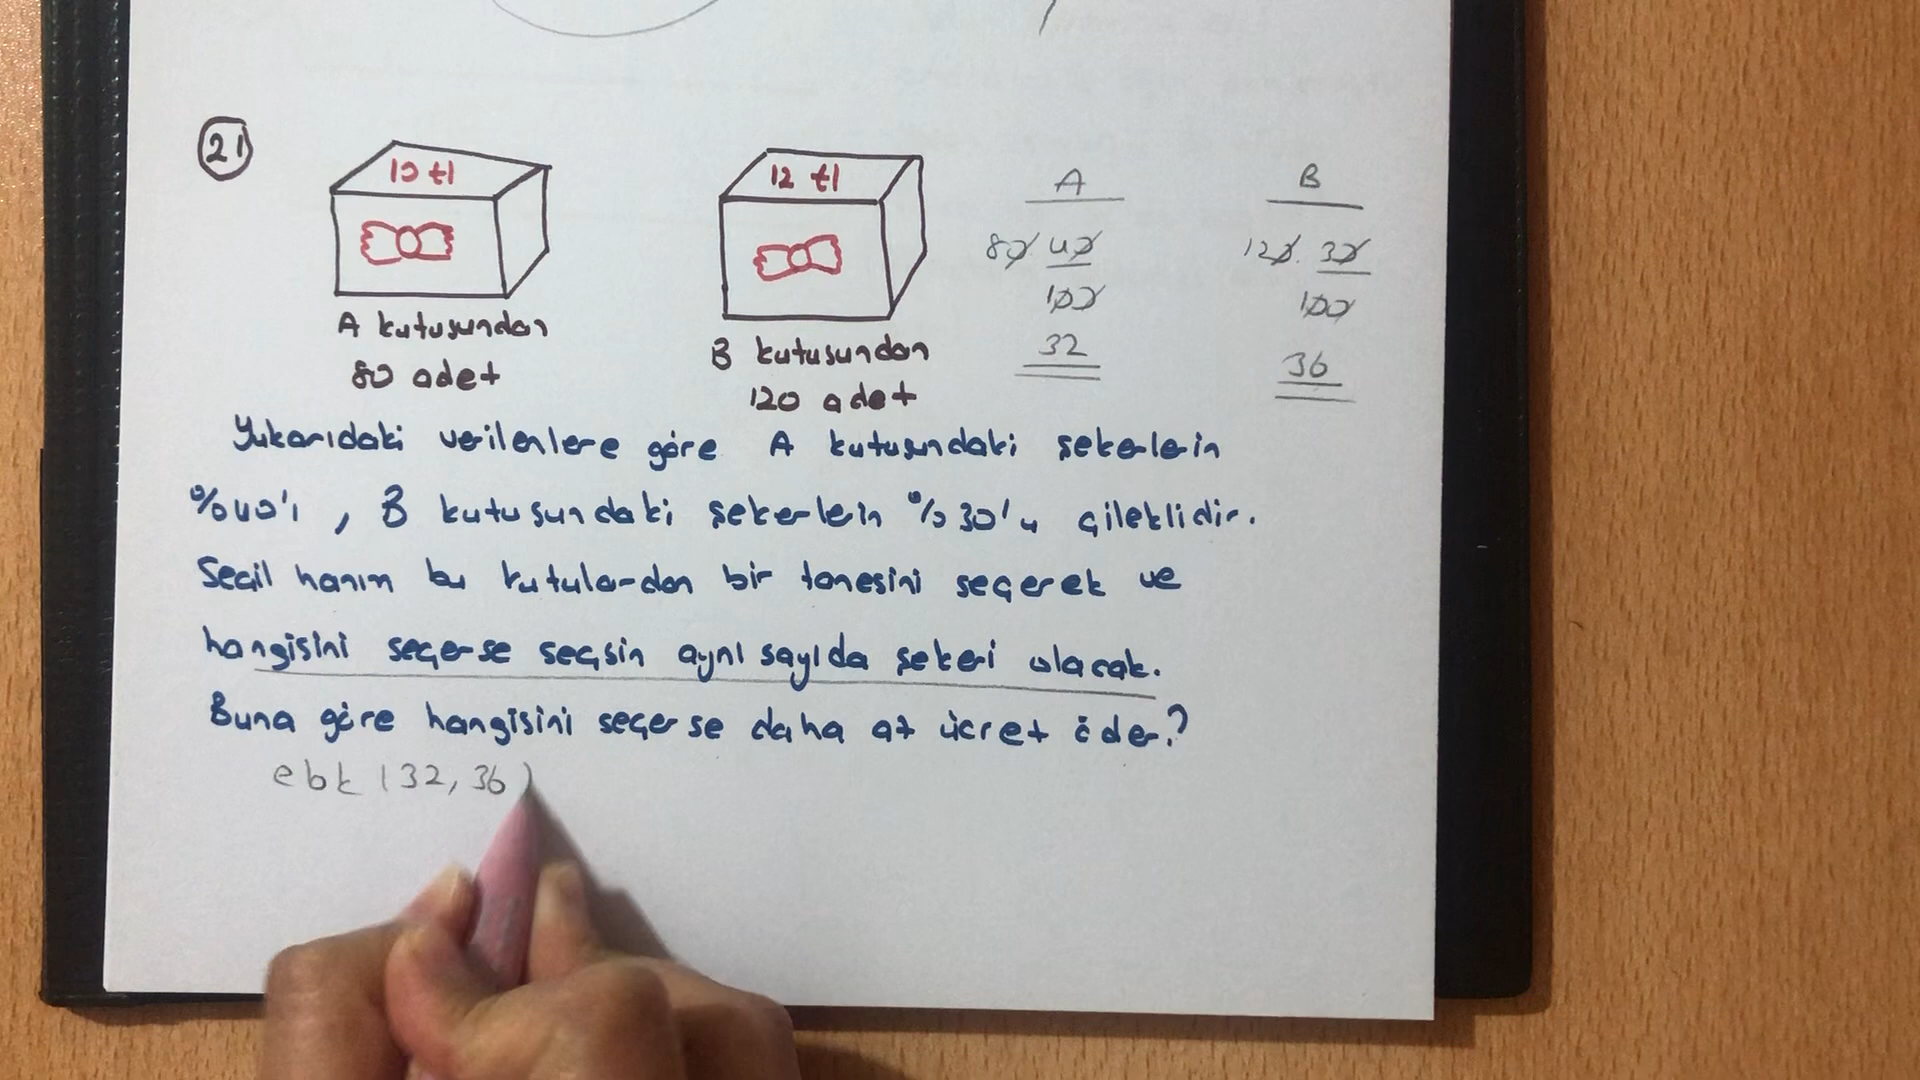 21
10 tl
12 tl
A kutusundan
80 adet
B kutusundan
120 adet
A
80 40
100
32
B
120. 30
100
36
Yukarıdaki verilenlere göre A kutusundaki şekerlerin
%40'ı, B kutusundaki şekerlerin %30'u çileklidir.
Seçil hanım bu kutulardan bir tanesini seçerek ve
hangisini seçerse seçsin aynı sayıda şekeri olacak.
Buna göre hangisini seçerse daha az ücret öder?
ebk (32, 36)